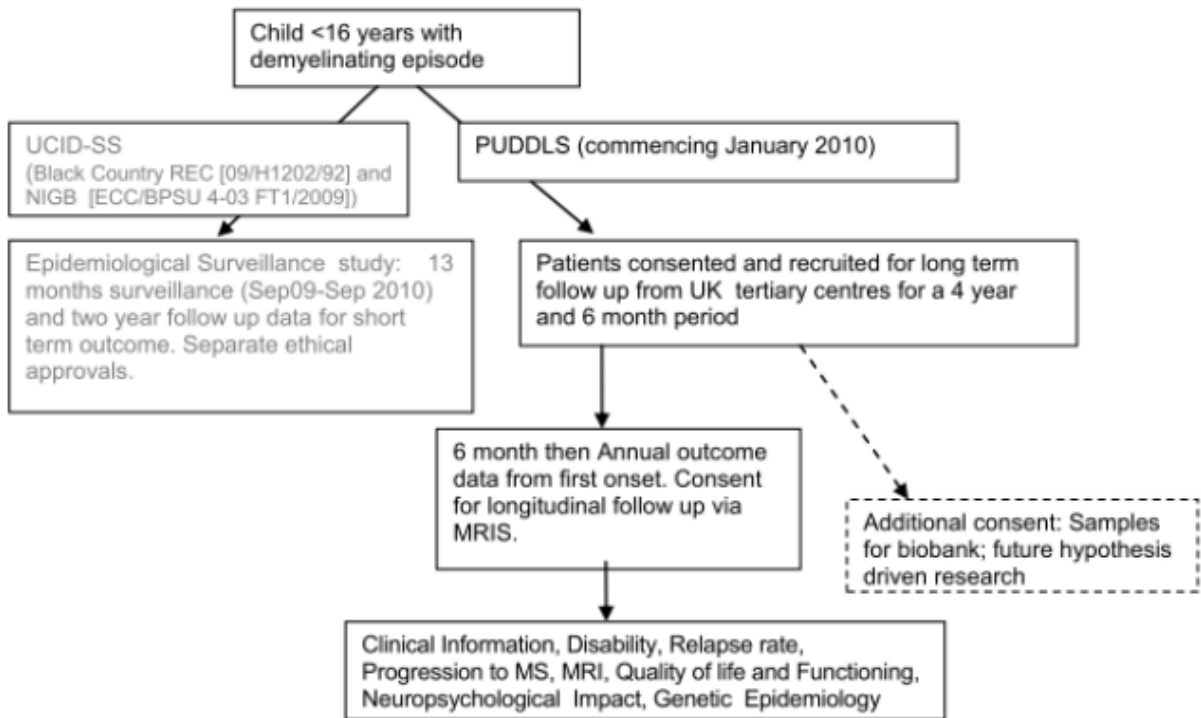 Child <16 years with
demyelinating episode
UCID-SS
(Black Country REC [09/H1202/92] and
NIGB [ECC/BPSU 4-03 FT1/2009])
PUDDLS (commencing January 2010)
Epidemiological Surveillance study: 13
months surveillance (Sep09-Sep 2010)
and two year follow up data for short
term outcome. Separate ethical
approvals.
Patients consented and recruited for long term
follow up from UK tertiary centres for a 4 year
and 6 month period
6 month then Annual outcome
data from first onset. Consent
for longitudinal follow up via
MRIS.
Additional consent: Samples
for biobank; future hypothesis
driven research
Clinical Information, Disability, Relapse rate,
Progression to MS, MRI, Quality of life and Functioning,
Neuropsychological Impact, Genetic Epidemiology